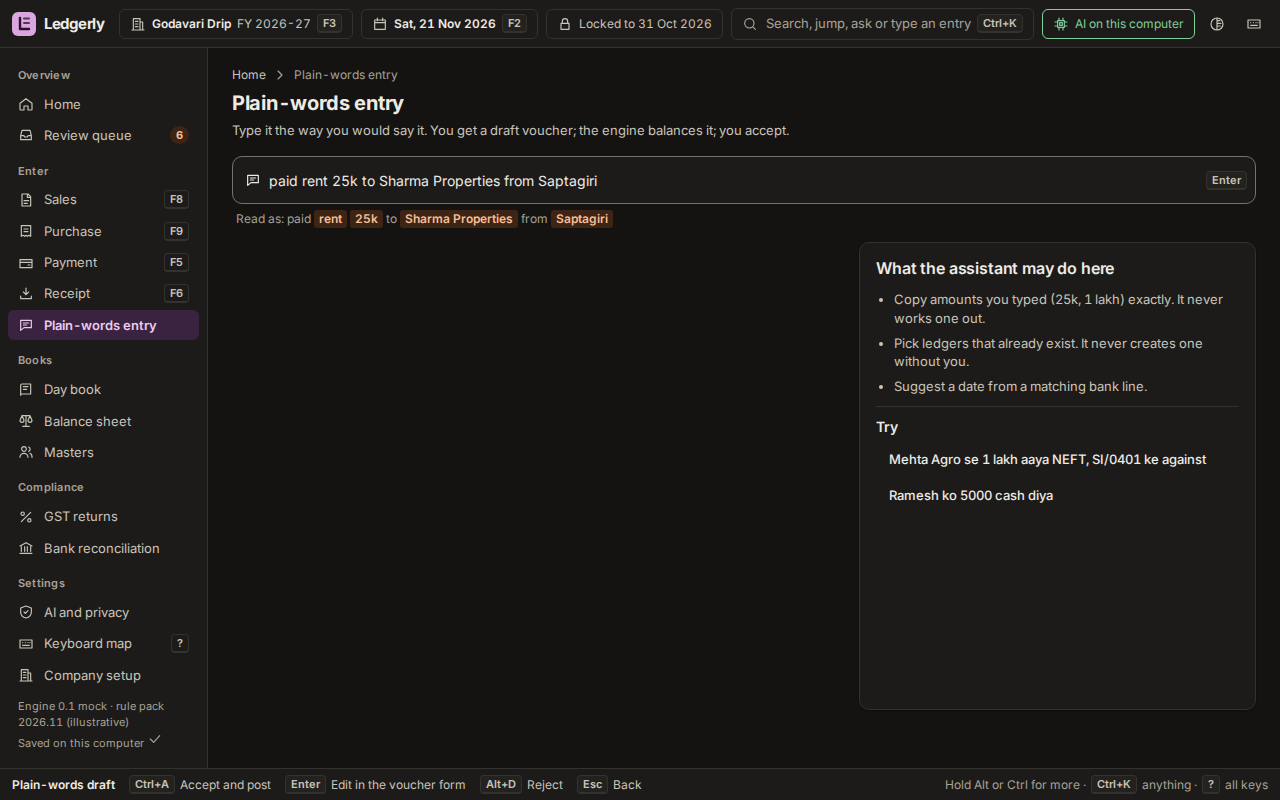 Ledgerly
Godavari Drip FY 2026-27 F3
Sat, 21 Nov 2026 F2
Locked to 31 Oct 2026
Search, jump, ask or type an entry Ctrl+K
AI on this computer
Overview
Home
Review queue 6
Enter
Sales F8
Purchase F9
Payment F5
Receipt F6
Plain-words entry
Books
Day book
Balance sheet
Masters
Compliance
GST returns
Bank reconciliation
Settings
AI and privacy
Keyboard map ?
Company setup
Engine 0.1 mock · rule pack
2026.11 (illustrative)
Saved on this computer
Home Plain-words entry
Plain-words entry
Type it the way you would say it. You get a draft voucher; the engine balances it; you accept.
paid rent 25k to Sharma Properties from Saptagiri Enter
Read as: paid rent 25k to Sharma Properties from Saptagiri
What the assistant may do here
• Copy amounts you typed (25k, 1 lakh) exactly. It never
works one out.
• Pick ledgers that already exist. It never creates one
without you.
• Suggest a date from a matching bank line.
Try
Mehta Agro se 1 lakh aaya NEFT, SI/0401 ke against
Ramesh ko 5000 cash diya
Plain-words draft Ctrl+A Accept and post Enter Edit in the voucher form Alt+D Reject Esc Back
Hold Alt or Ctrl for more · Ctrl+K anything · ? all keys